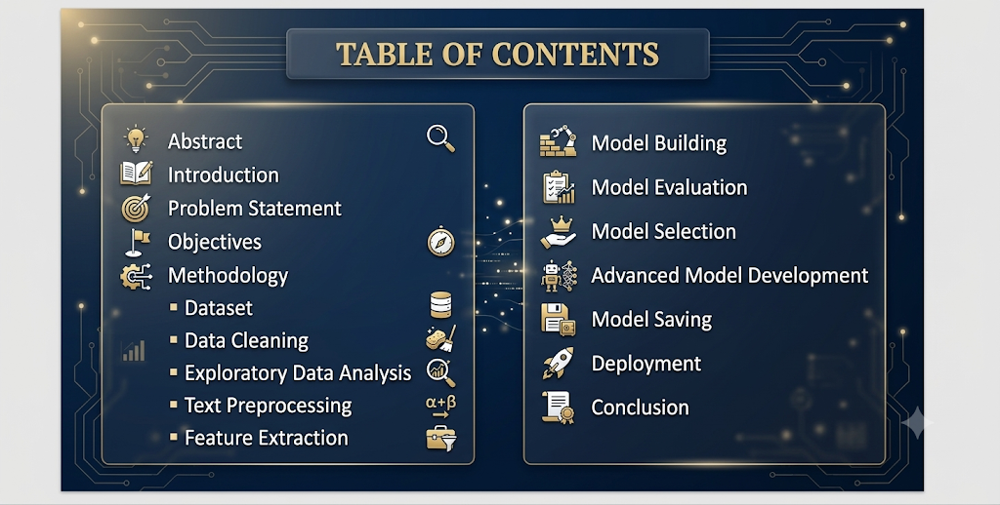 TABLE OF CONTENTS
Abstract
Introduction
Problem Statement
Objectives
Methodology
▪ Dataset
▪ Data Cleaning
▪ Exploratory Data Analysis
▪ Text Preprocessing
α+β
▪ Feature Extraction
Model Building
Model Evaluation
Model Selection
Advanced Model Development
Model Saving
Deployment
Conclusion